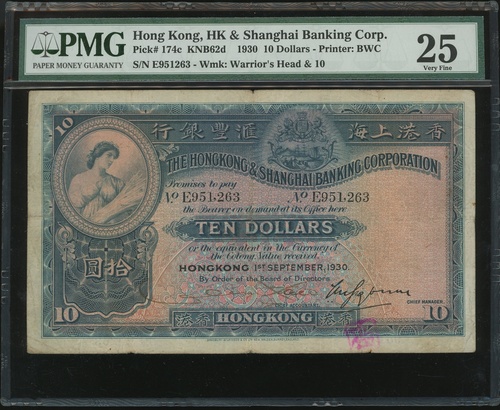 PMG
PAPER MONEY GUARANTY
Hong Kong, HK & Shanghai Banking Corp.
Pick# 174c KNB62d 1930 10 Dollars - Printer: BWC
S/N E951263 - Wmk: Warrior's Head & 10
25
Very Fine
10
行銀豐滙 海上港香
THE HONGKONG & SHANGHAI BANKING CORPORATION
Promises to pay
No E951,263 No E951,263
the Bearer on demand at its Office here
TEN DOLLARS
or the equivalent in the Currency of
the Colony, Value received.
圓拾
HONGKONG 1ST SEPTEMBER, 1930.
By Order of the Board of Directors
CHIEF MANAGER.
10 港香 HONGKONG 港香 10